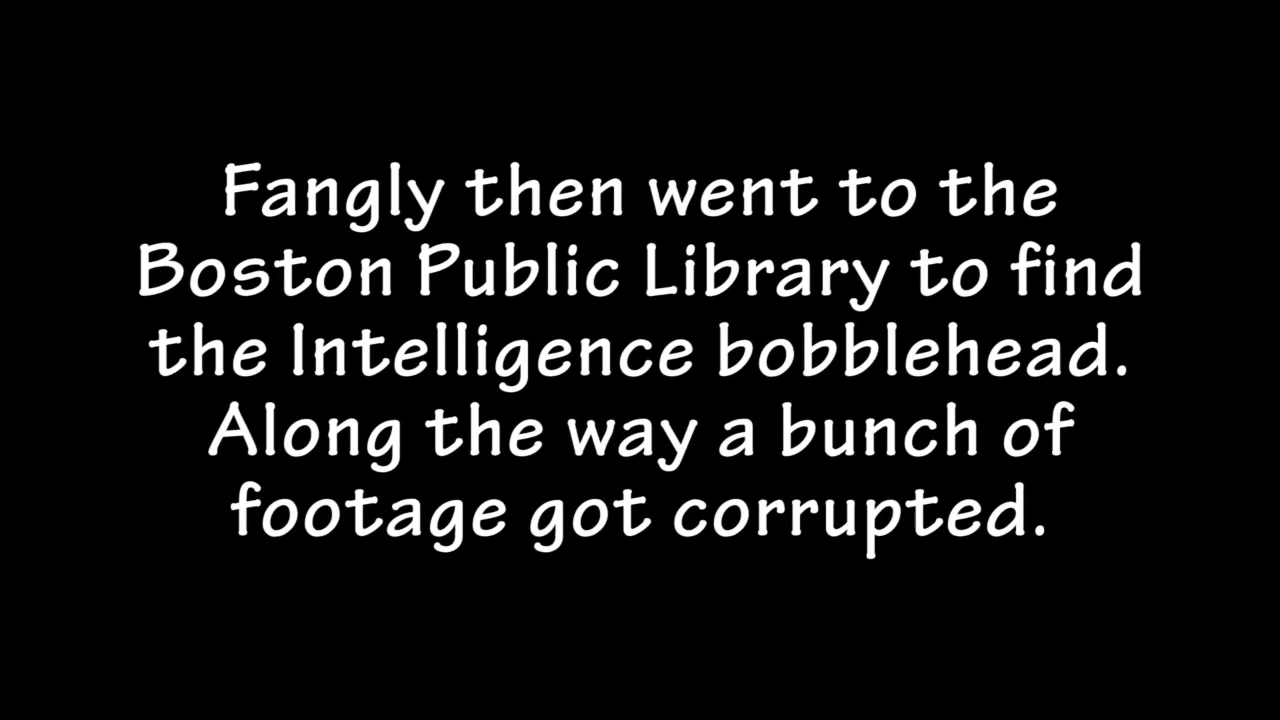 Fangly then went to the
Boston Public Library to find
the Intelligence bobblehead.
Along the way a bunch of
footage got corrupted.